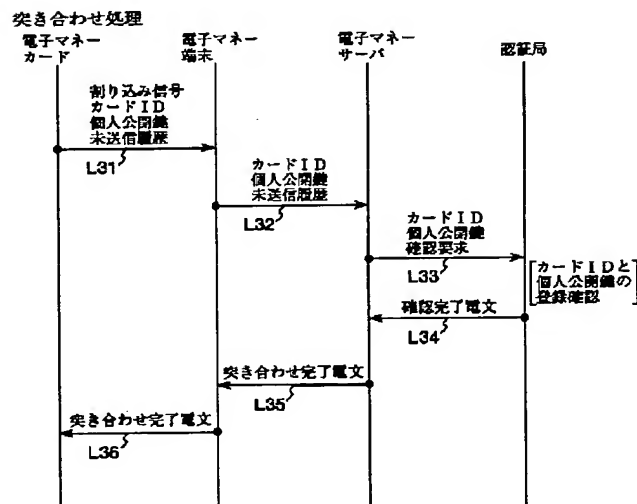 突き合わせ処理
電子マネー
カード
電子マネー
端末
電子マネー
サーバ
認証局
割り込み信号
カードID
個人公開鍵
未送信履歴
L31
カードID
個人公開鍵
未送信履歴
L32
カードID
個人公開鍵
確認要求
L33
カードIDと
個人公開鍵の
登録確認
確認完了電文
L34
突き合わせ完了電文
L35
突き合わせ完了電文
L36